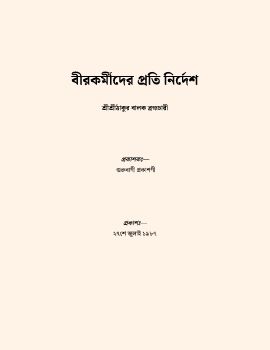 বীরকর্মীদের প্রতি নির্দেশ
শ্রীশ্রীঠাকুর বালক ব্রহ্মচারী
প্রকাশকঃ—
গুরুবাণী প্রকাশনী
প্রকাশঃ—
২৭শে জুলাই ১৯৮৭